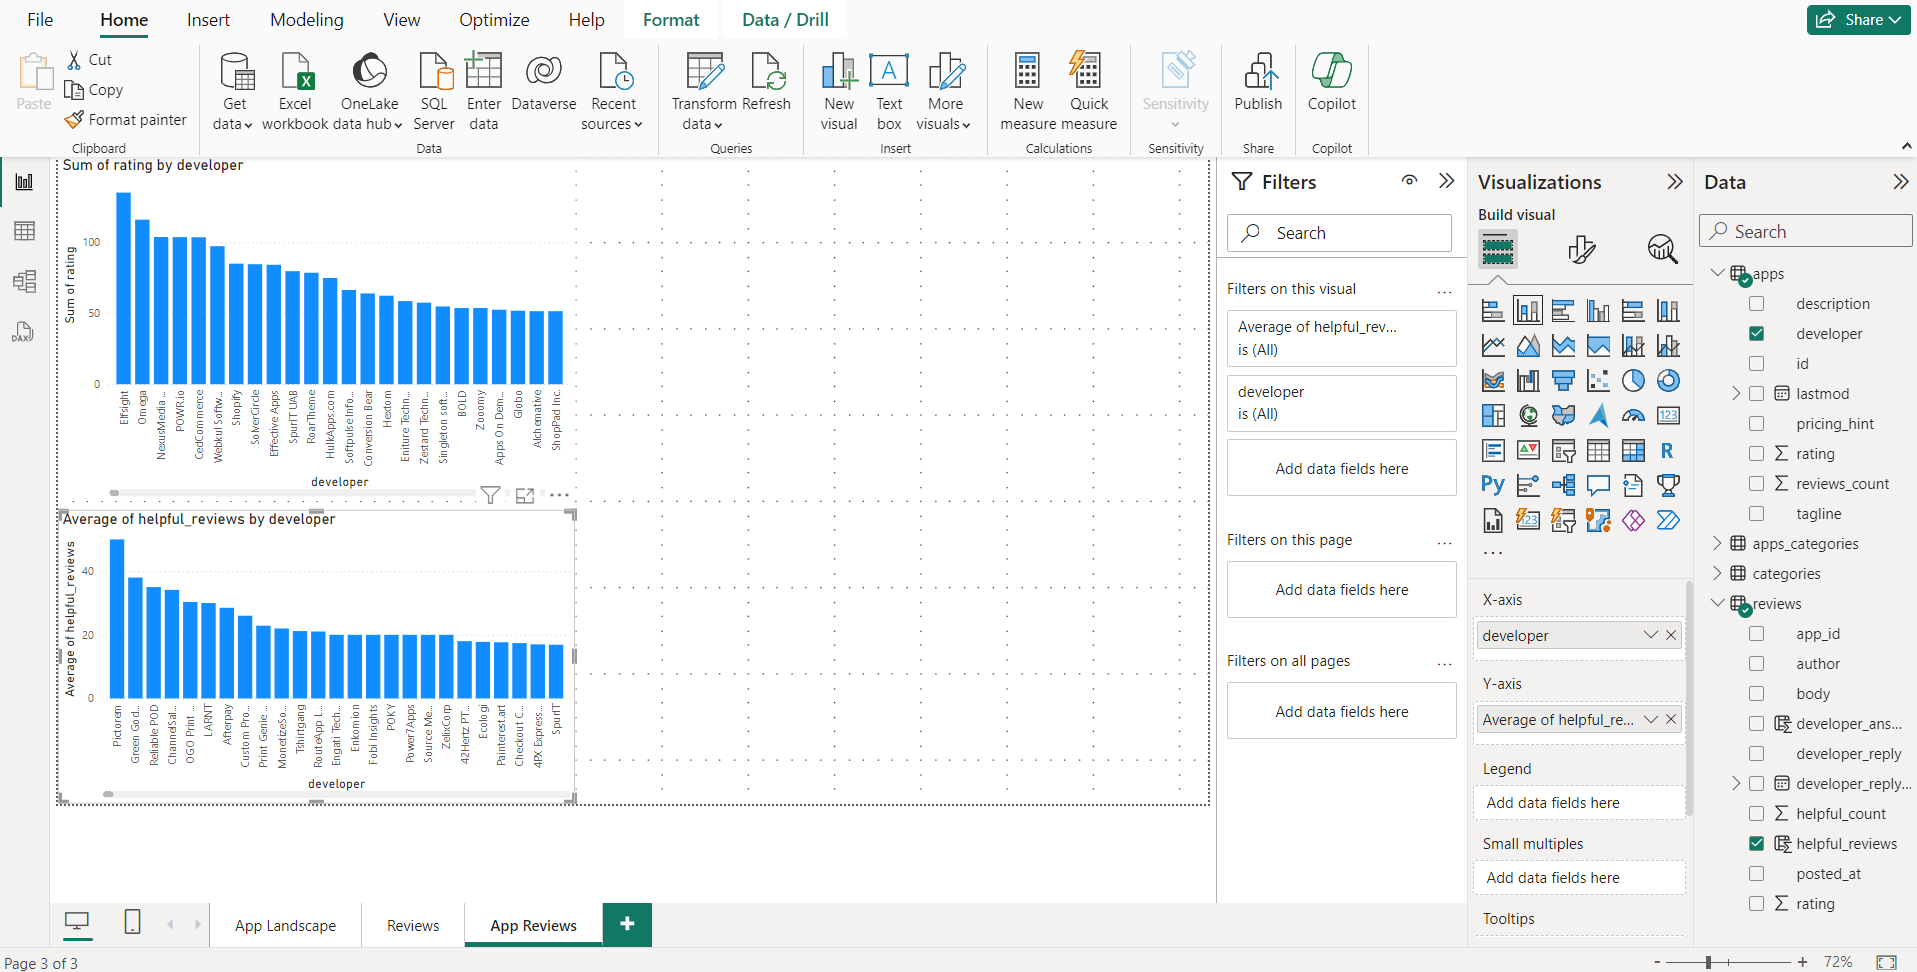 File Home Insert Modeling View Optimize Help Format Data / Drill Share
Paste
Cut
Copy
Format painter
Clipboard
Get data
Excel workbook
OneLake data hub
SQL Server
Enter data
Dataverse
Recent sources
Data
Transform data
Refresh
Queries
New visual
A
Text box
More visuals
Insert
New measure
Quick measure
Calculations
Sensitivity
Sensitivity
Publish
Share
Copilot
Copilot
DAX
Sum of rating by developer
Sum of rating
100
50
0
Elfsight
Omega
NexusMedia ...
POWR.io
CedCommerce
Webkul Softw...
Shopify
SolverCircle
Effective Apps
SpurIT UAB
RoarTheme
HulkApps.com
Softpulse Info...
Conversion Bear
Hextom
Eniture Techn...
Zestard Techn...
Singleton soft...
BOLD
Zooomy
Apps On Dem...
Globo
Alchemative
ShopPad Inc.
developer
Average of helpful_reviews by developer
Average of helpful_reviews
40
20
0
Pictorem
Green God...
Reliable POD
ChannelSal...
OGO Print ...
LARNT
Afterpay
Custom Pro...
Print Genie ...
MonetizeSo...
Tshirtgang
RouteApp I...
Engati Tech...
Enkomion
Fobi Insights
POKY
Power7Apps
Source Me...
ZelixCorp
42Hertz PT...
Ecologi
Painterest.art
Checkout C...
4PX Express...
SpurIT
developer
Filters
Search
Filters on this visual ...
Average of helpful_rev...
is (All)
developer
is (All)
Add data fields here
Filters on this page ...
Add data fields here
Filters on all pages ...
Add data fields here
Visualizations
Build visual
123
R
Py
123
...
X-axis
developer
Y-axis
Average of helpful_re...
Legend
Add data fields here
Small multiples
Add data fields here
Tooltips
Data
Search
apps
description
developer
id
lastmod
pricing_hint
rating
reviews_count
tagline
apps_categories
categories
reviews
app_id
author
body
developer_ans...
developer_reply
developer_reply...
helpful_count
helpful_reviews
posted_at
rating
App Landscape Reviews App Reviews +
Page 3 of 3
- + 72%